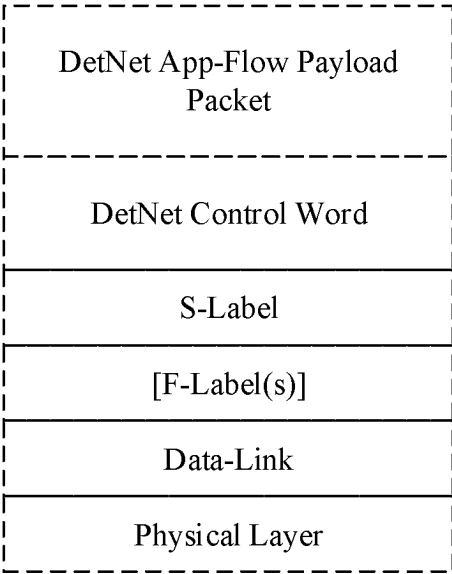 DetNet App-Flow Payload
Packet
DetNet Control Word
S-Label
[F-Label(s)]
Data-Link
Physical Layer